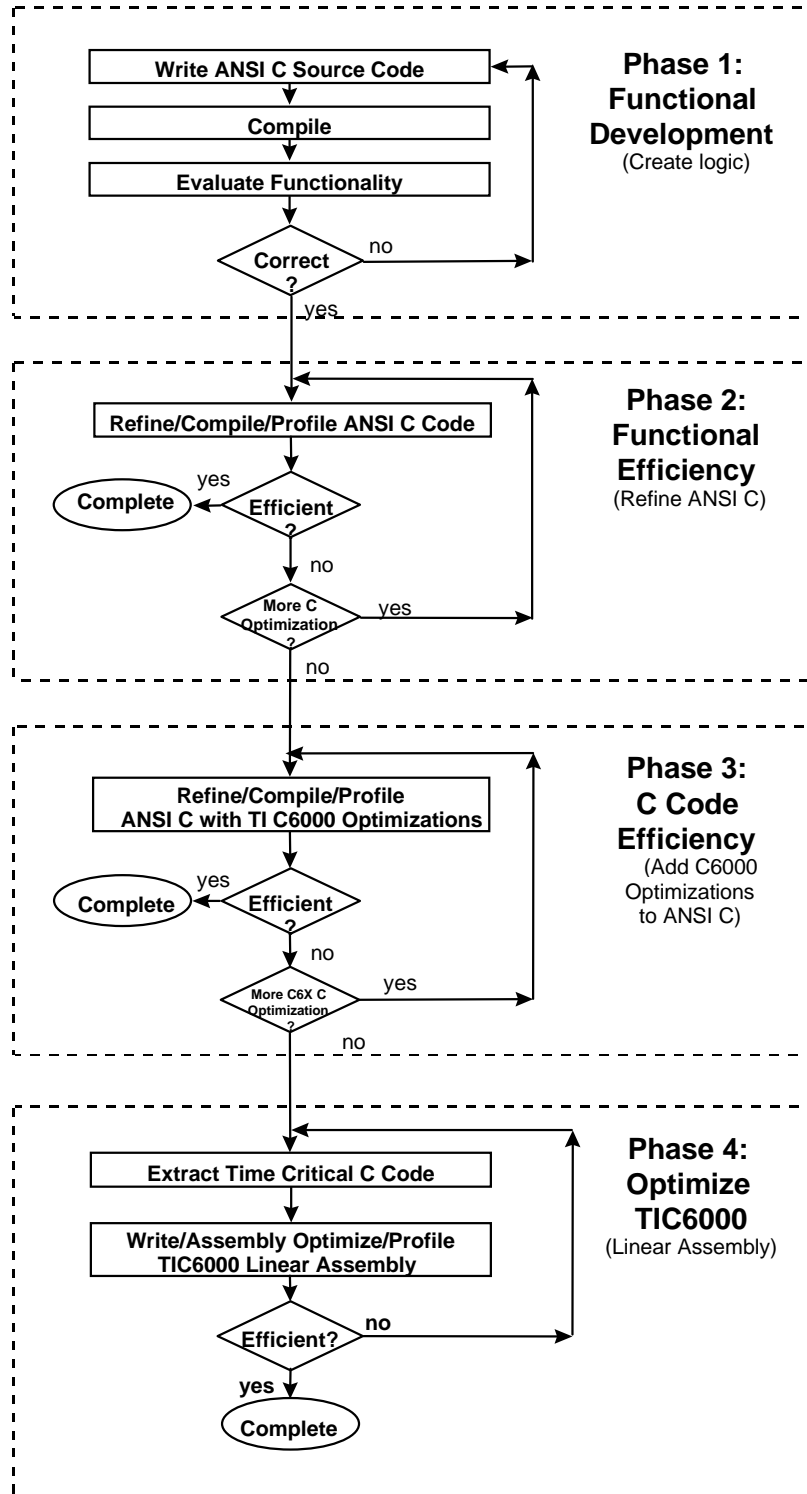 Write ANSI C Source Code
Compile
Evaluate Functionality
Correct
?
no
yes
Phase 1:
Functional
Development
(Create logic)
Refine/Compile/Profile ANSI C Code
yes
Complete
Efficient
?
no
More C
Optimization
?
yes
no
Phase 2:
Functional
Efficiency
(Refine ANSI C)
Refine/Compile/Profile
ANSI C with TI C6000 Optimizations
yes
Complete
Efficient
?
no
More C6X C
Optimization
?
yes
no
Phase 3:
C Code
Efficiency
(Add C6000
Optimizations
to ANSI C)
Extract Time Critical C Code
Write/Assembly Optimize/Profile
TIC6000 Linear Assembly
Efficient?
no
yes
Complete
Phase 4:
Optimize
TIC6000
(Linear Assembly)